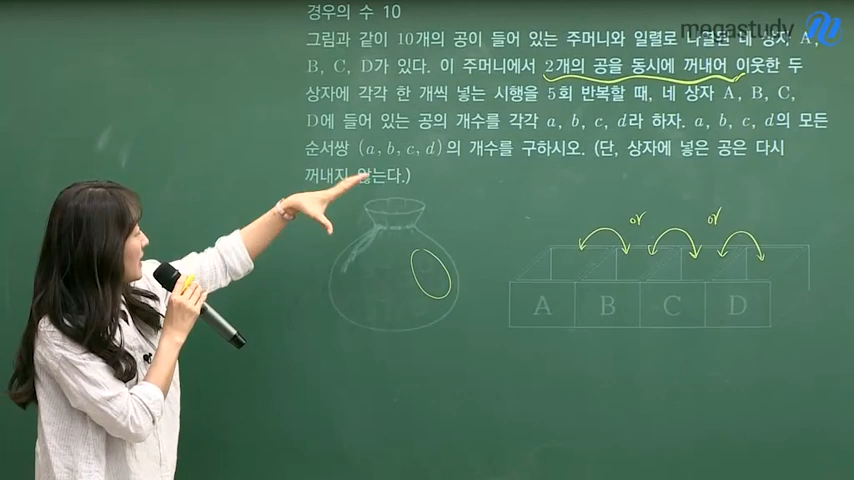 경우의 수 10
megastudy
그림과 같이 10개의 공이 들어 있는 주머니와 일렬로 나열된 네 상자 A,
B, C, D가 있다. 이 주머니에서 2개의 공을 동시에 꺼내어 이웃한 두
상자에 각각 한 개씩 넣는 시행을 5회 반복할 때, 네 상자 A, B, C,
D에 들어 있는 공의 개수를 각각 a, b, c, d라 하자. a, b, c, d의 모든
순서쌍 (a, b, c, d)의 개수를 구하시오. (단, 상자에 넣은 공은 다시
꺼내지 않는다.)
or or
A B C D